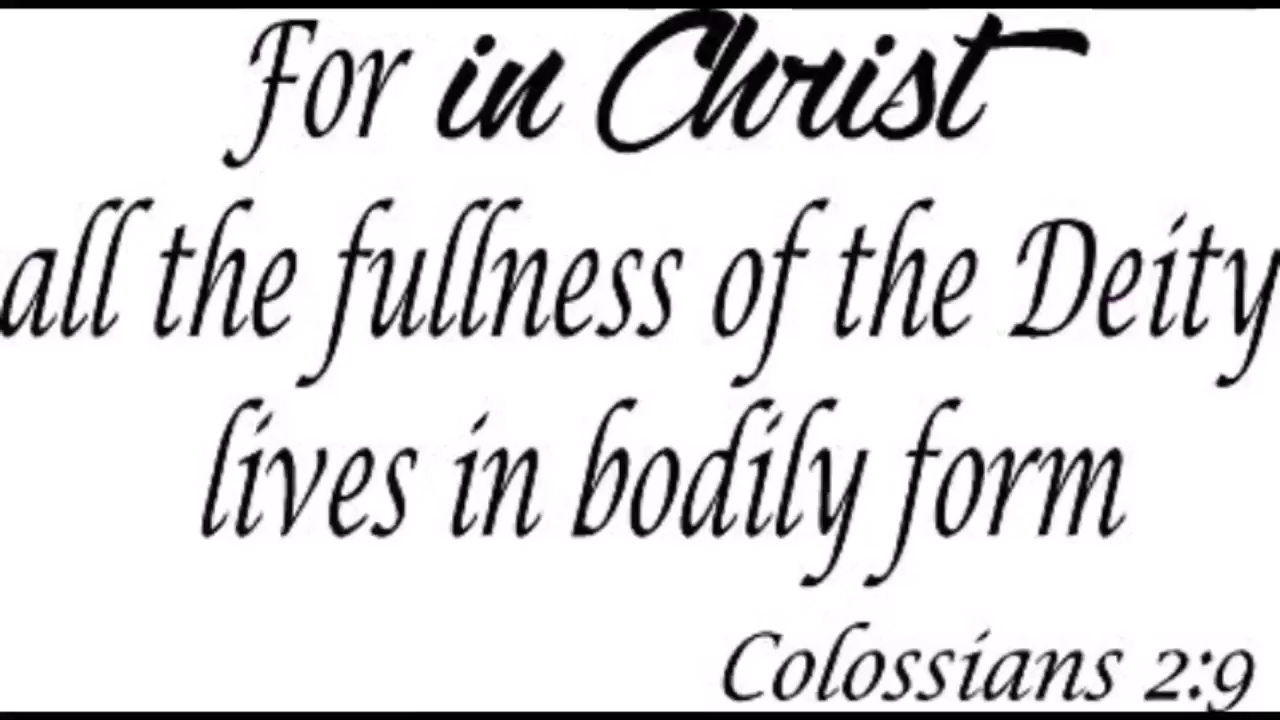 For in Christ
all the fullness of the Deity
lives in bodily form
Colossians 2:9